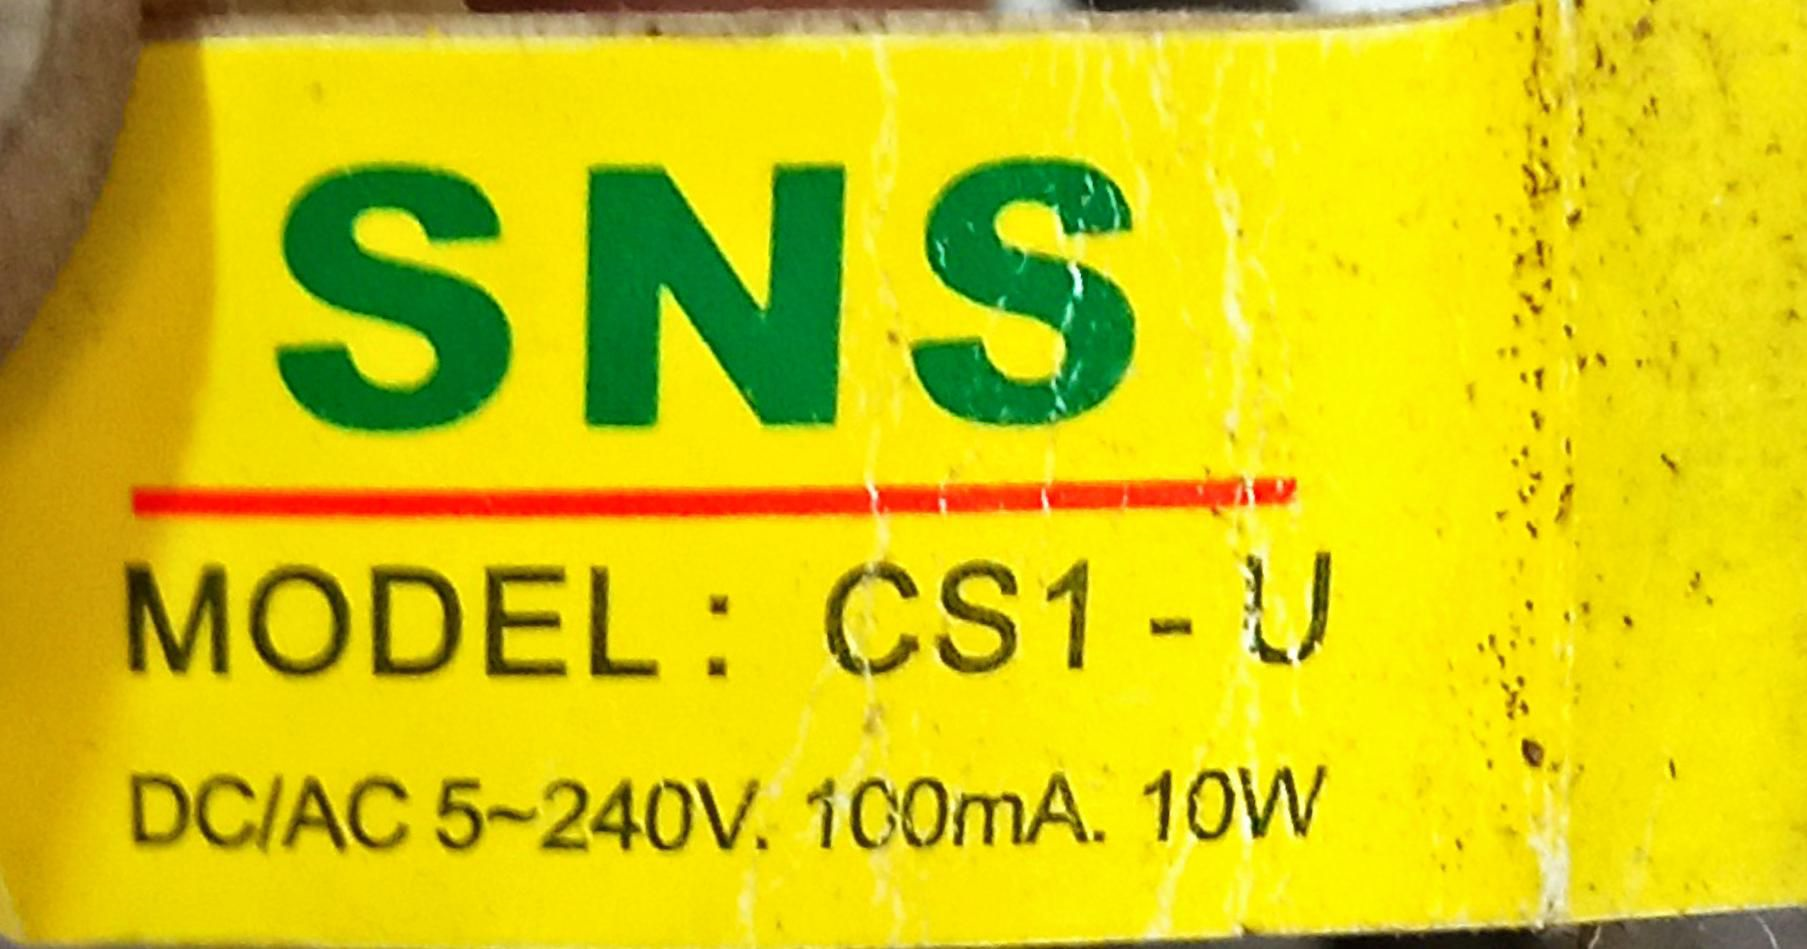 SNS
MODEL : CS1 - U
DC/AC 5~240V. 100mA. 10W